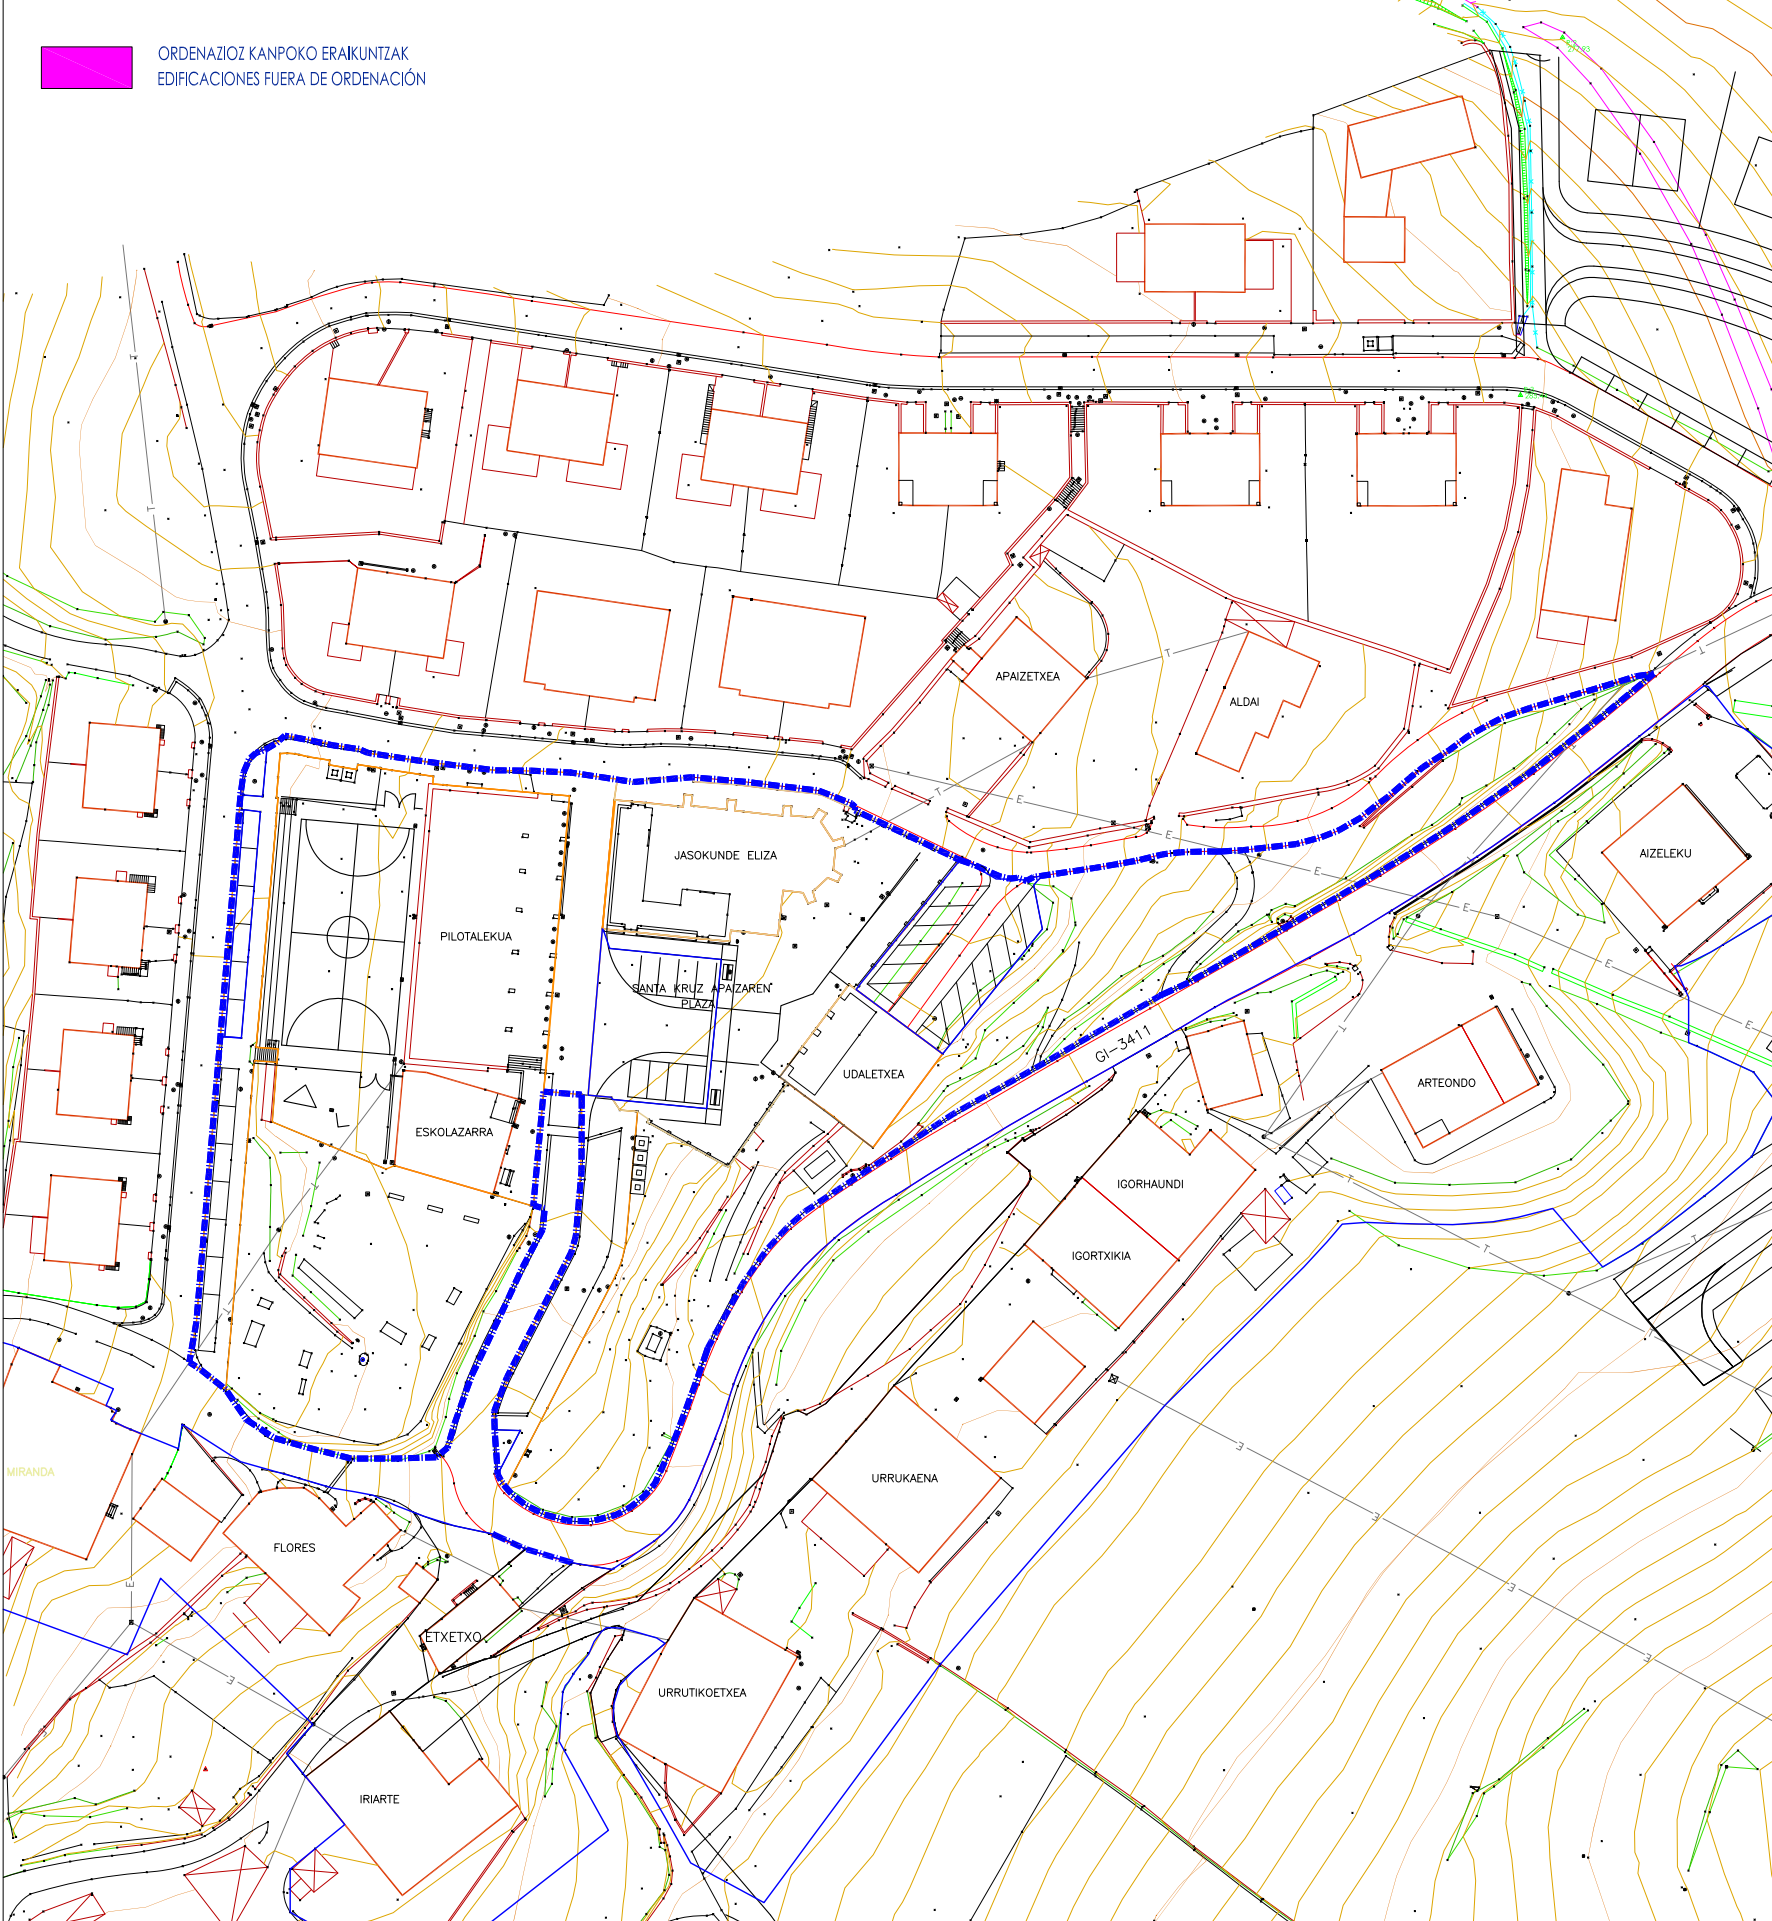 ORDENAZIOZ KANPOKO ERAIKUNTZAK
EDIFICACIONES FUERA DE ORDENACIÓN
APAIZETXEA
ALDAI
JASOKUNDE ELIZA
AIZELEKU
PILOTALEKUA
SANTA KRUZ APAIZAREN
PLAZA
GI-3411
UDALETXEA
ARTEONDO
ESKOLAZARRA
IGORHAUNDI
IGORTXIKIA
MIRANDA
URRUKAENA
FLORES
ETXETXO
URRUTIKOETXEA
IRIARTE